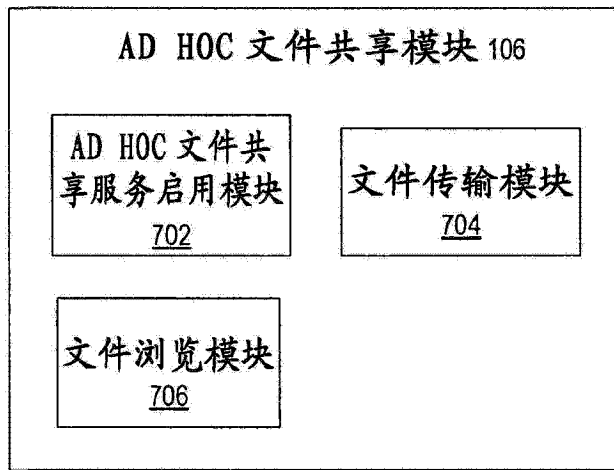 AD HOC 文件共享模块 106
AD HOC 文件共
享服务启用模块
702
文件传输模块
704
文件浏览模块
706